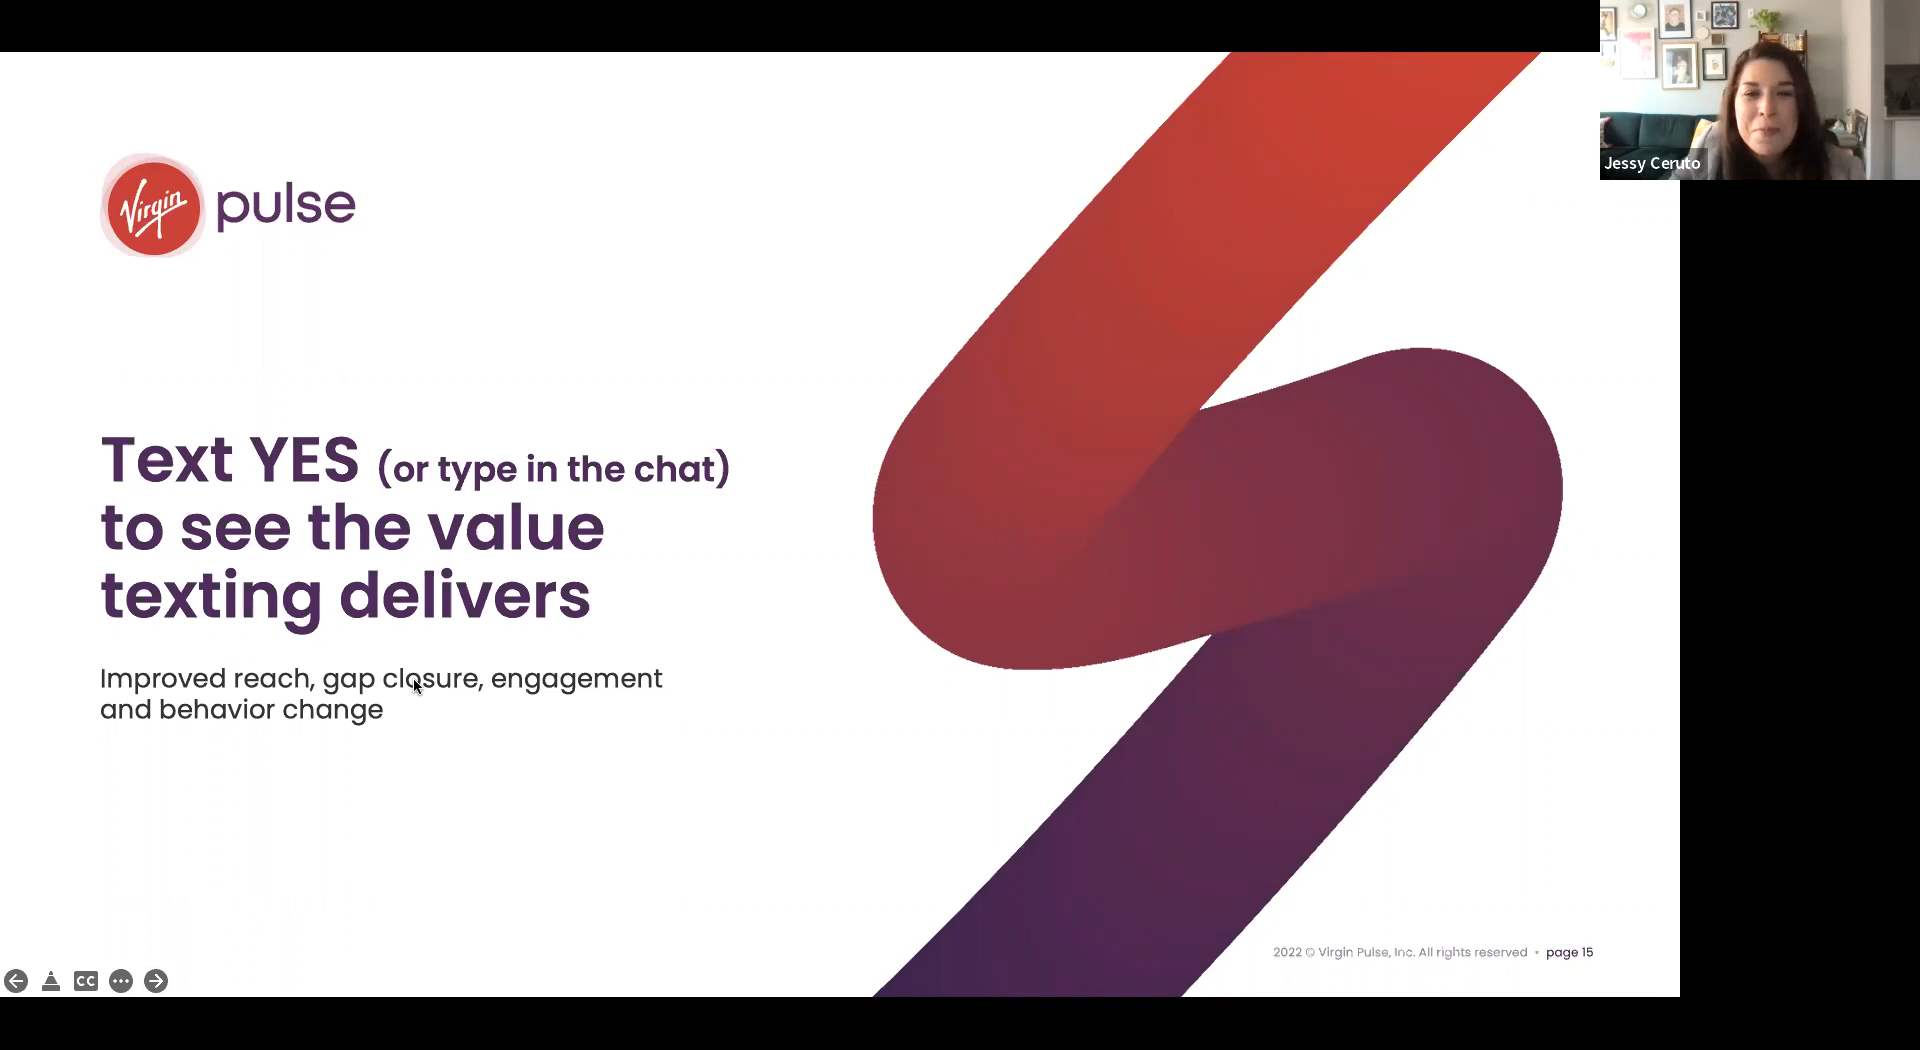 Virgin pulse
Jessy Ceruto
Text YES (or type in the chat)
to see the value
texting delivers
Improved reach, gap closure, engagement
and behavior change
2022 © Virgin Pulse, Inc. All rights reserved • page 15
CC